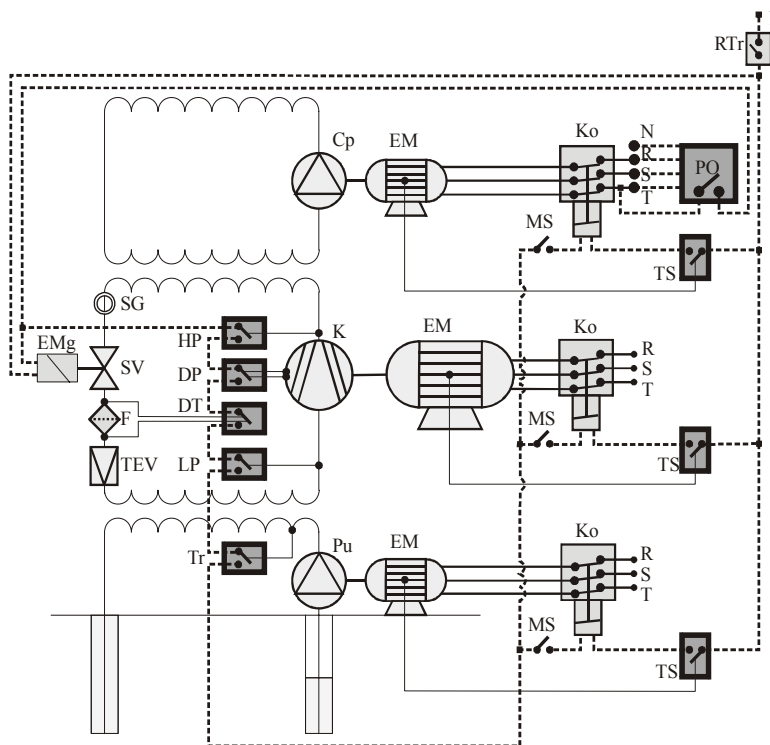 RTr
Cp
EM
Ko
N
R
S
T
PO
MS
TS
SG
HP
K
EM
Ko
R
S
T
EMg
SV
DP
DT
F
MS
TEV
LP
TS
Tr
Pu
EM
Ko
R
S
T
MS
TS